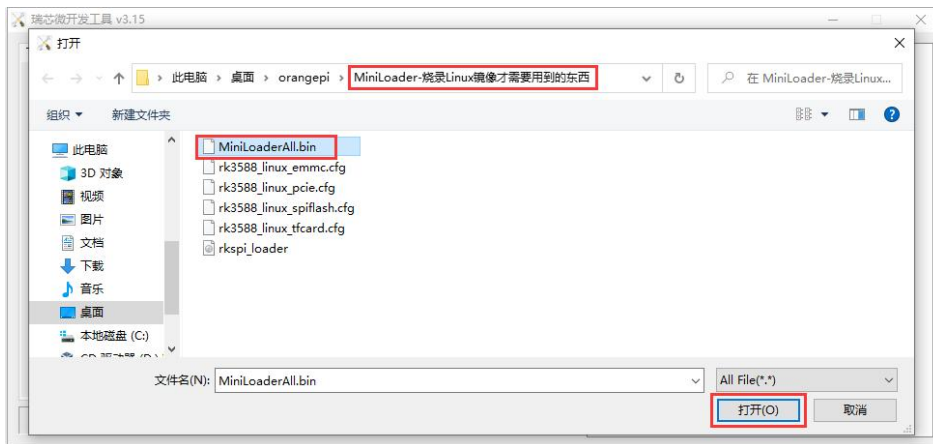 瑞芯微开发工具 v3.15
打开
此电脑 › 桌面 › orangepi › MiniLoader-烧录Linux镜像才需要用到的东西
在 MiniLoader-烧录Linux...
组织
新建文件夹
此电脑
3D 对象
视频
图片
文档
下载
音乐
桌面
本地磁盘 (C:)
MiniLoaderAll.bin
rk3588_linux_emmc.cfg
rk3588_linux_pcie.cfg
rk3588_linux_spiflash.cfg
rk3588_linux_tfcard.cfg
rkspi_loader
文件名(N): MiniLoaderAll.bin
All File(*.*)
打开(O)
取消